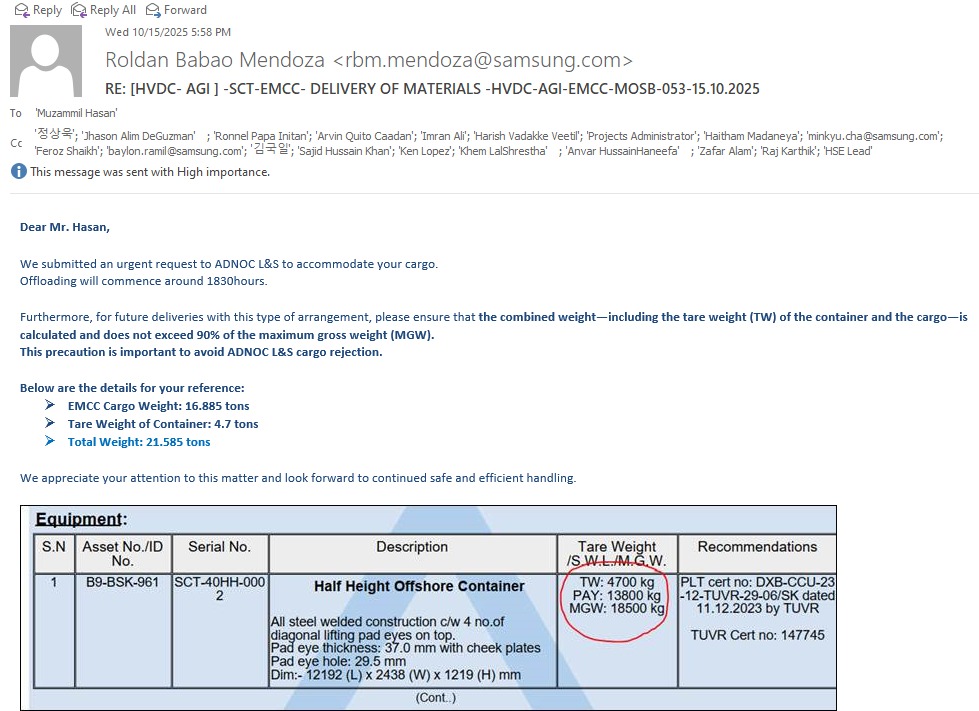 Reply Reply All Forward
Wed 10/15/2025 5:58 PM
Roldan Babao Mendoza <rbm.mendoza@samsung.com>
RE: [HVDC- AGI ] -SCT-EMCC- DELIVERY OF MATERIALS -HVDC-AGI-EMCC-MOSB-053-15.10.2025
To 'Muzammil Hasan'
Cc '정상욱'; 'Jhason Alim DeGuzman' ; 'Ronnel Papa Initan'; 'Arvin Quito Caadan'; 'Imran Ali'; 'Harish Vadakke Veetil'; 'Projects Administrator'; 'Haitham Madaneya'; 'minkyu.cha@samsung.com';
'Feroz Shaikh'; 'baylon.ramil@samsung.com'; '김국일'; 'Sajid Hussain Khan'; 'Ken Lopez'; 'Khem LalShrestha' ; 'Anvar HussainHaneefa' ; 'Zafar Alam'; 'Raj Karthik'; 'HSE Lead'
This message was sent with High importance.
Dear Mr. Hasan,
We submitted an urgent request to ADNOC L&S to accommodate your cargo.
Offloading will commence around 1830hours.
Furthermore, for future deliveries with this type of arrangement, please ensure that the combined weight—including the tare weight (TW) of the container and the cargo—is
calculated and does not exceed 90% of the maximum gross weight (MGW).
This precaution is important to avoid ADNOC L&S cargo rejection.
Below are the details for your reference:
➤ EMCC Cargo Weight: 16.885 tons
➤ Tare Weight of Container: 4.7 tons
➤ Total Weight: 21.585 tons
We appreciate your attention to this matter and look forward to continued safe and efficient handling.
Equipment:
S.N Asset No./ID No. Serial No. Description Tare Weight /S.W.L./M.G.W. Recommendations
1 B9-BSK-961 SCT-40HH-000 2 Half Height Offshore Container
All steel welded construction c/w 4 no.of
diagonal lifting pad eyes on top.
Pad eye thickness: 37.0 mm with cheek plates
Pad eye hole: 29.5 mm
Dim:- 12192 (L) x 2438 (W) x 1219 (H) mm
TW: 4700 kg
PAY: 13800 kg
MGW: 18500 kg
PLT cert no: DXB-CCU-23
-12-TUVR-29-06/SK dated
11.12.2023 by TUVR
TUVR Cert no: 147745
(Cont..)